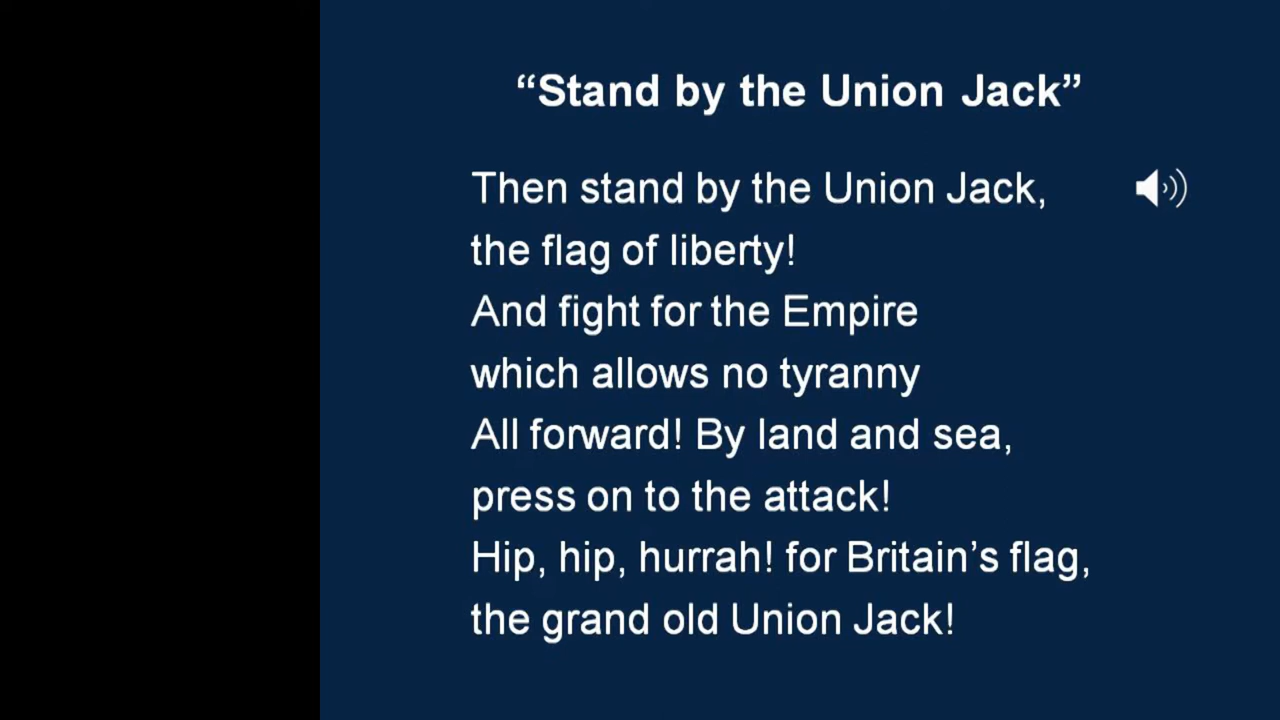 “Stand by the Union Jack”
Then stand by the Union Jack,
the flag of liberty!
And fight for the Empire
which allows no tyranny
All forward! By land and sea,
press on to the attack!
Hip, hip, hurrah! for Britain’s flag,
the grand old Union Jack!